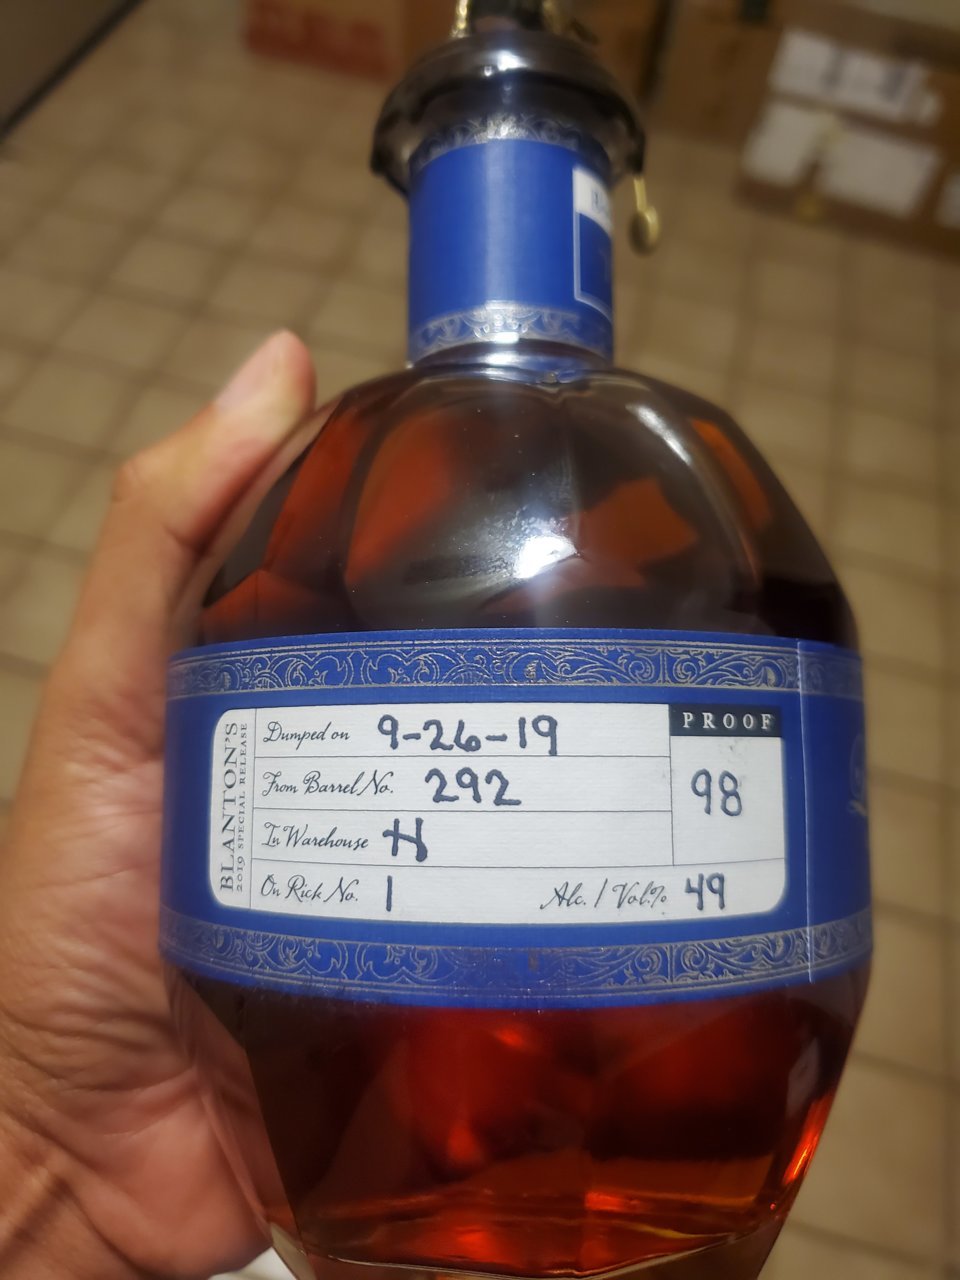 BLANTON'S
2019 SPECIAL RELEASE
Dumped on 9-26-19
From Barrel No. 292
In Warehouse H
On Rick No. 1
PROOF
98
Alc. / Vol.% 49